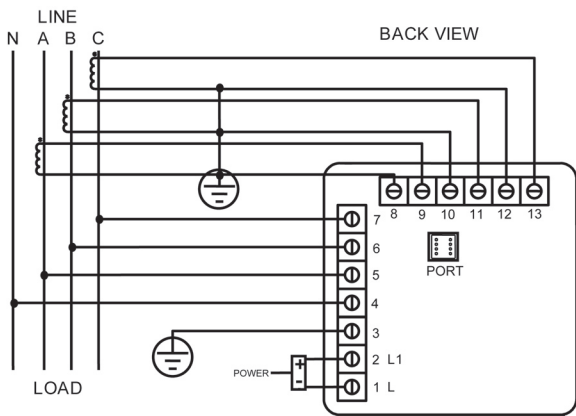 LINE
N A B C
BACK VIEW
8 9 10 11 12 13
7
6
PORT
5
4
3
2 L1
POWER + -
1 L
LOAD